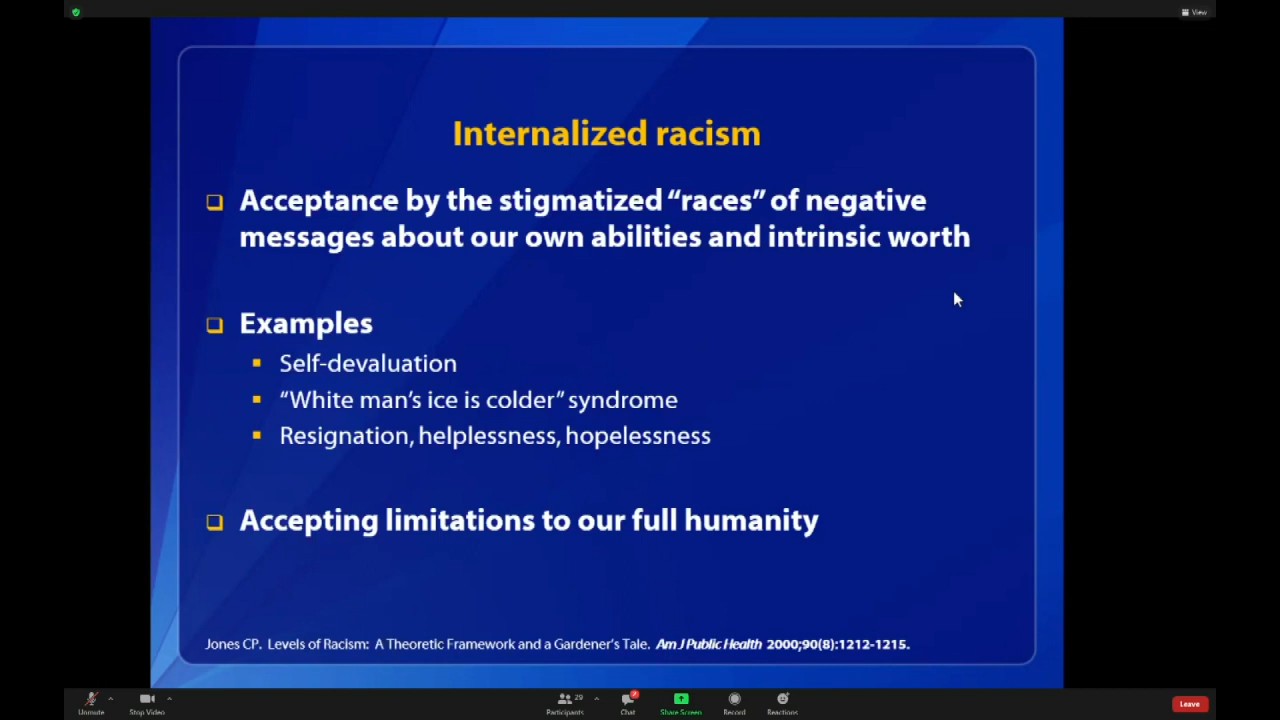 View
Internalized racism
Acceptance by the stigmatized “races” of negative
messages about our own abilities and intrinsic worth
Examples
Self-devaluation
“White man’s ice is colder” syndrome
Resignation, helplessness, hopelessness
Accepting limitations to our full humanity
Jones CP. Levels of Racism: A Theoretic Framework and a Gardener’s Tale. Am J Public Health 2000;90(8):1212-1215.
Unmute Stop Video Participants 29 Chat 2 Share Screen Record Reactions Leave